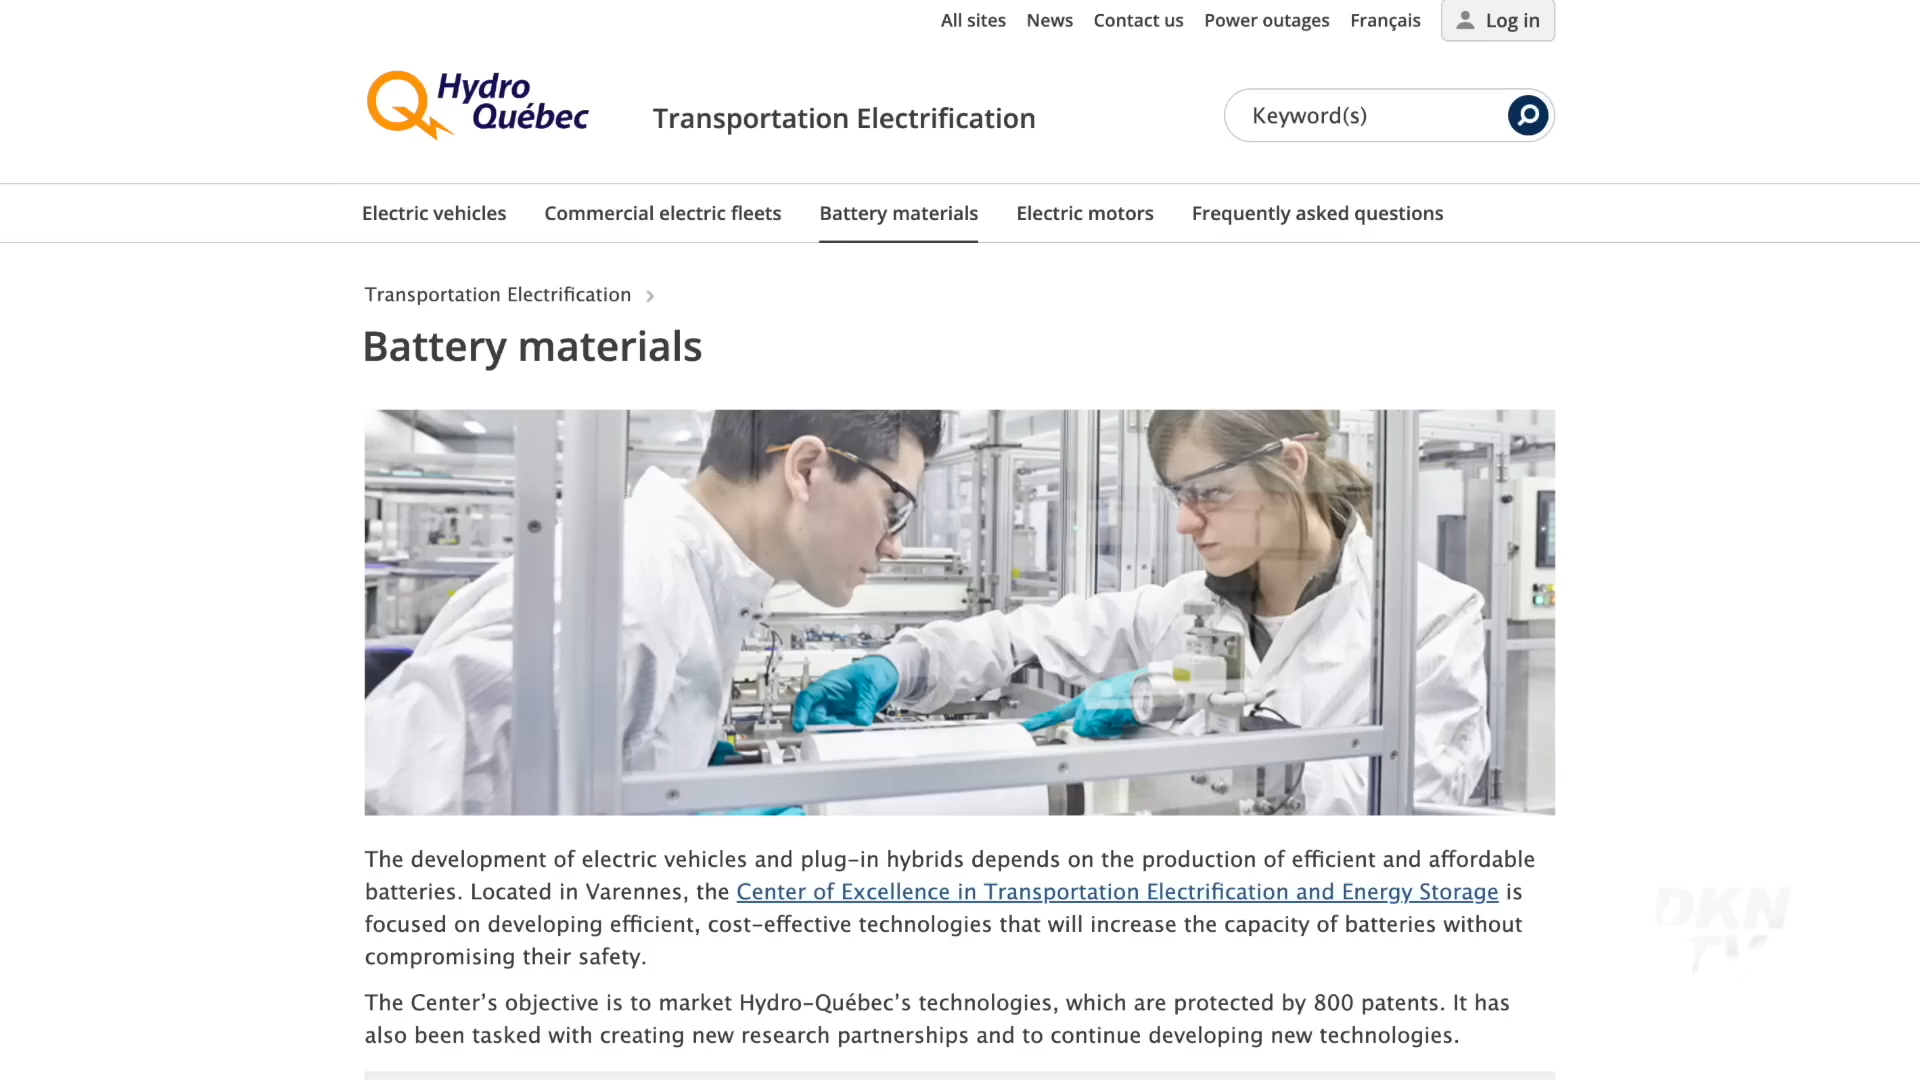 All sites News Contact us Power outages Français Log in
Hydro
Québec
Transportation Electrification
Keyword(s)
Electric vehicles Commercial electric fleets Battery materials Electric motors Frequently asked questions
Transportation Electrification
Battery materials
The development of electric vehicles and plug-in hybrids depends on the production of efficient and affordable
batteries. Located in Varennes, the Center of Excellence in Transportation Electrification and Energy Storage is
focused on developing efficient, cost-effective technologies that will increase the capacity of batteries without
compromising their safety.
The Center’s objective is to market Hydro-Québec’s technologies, which are protected by 800 patents. It has
also been tasked with creating new research partnerships and to continue developing new technologies.
DKN
TV